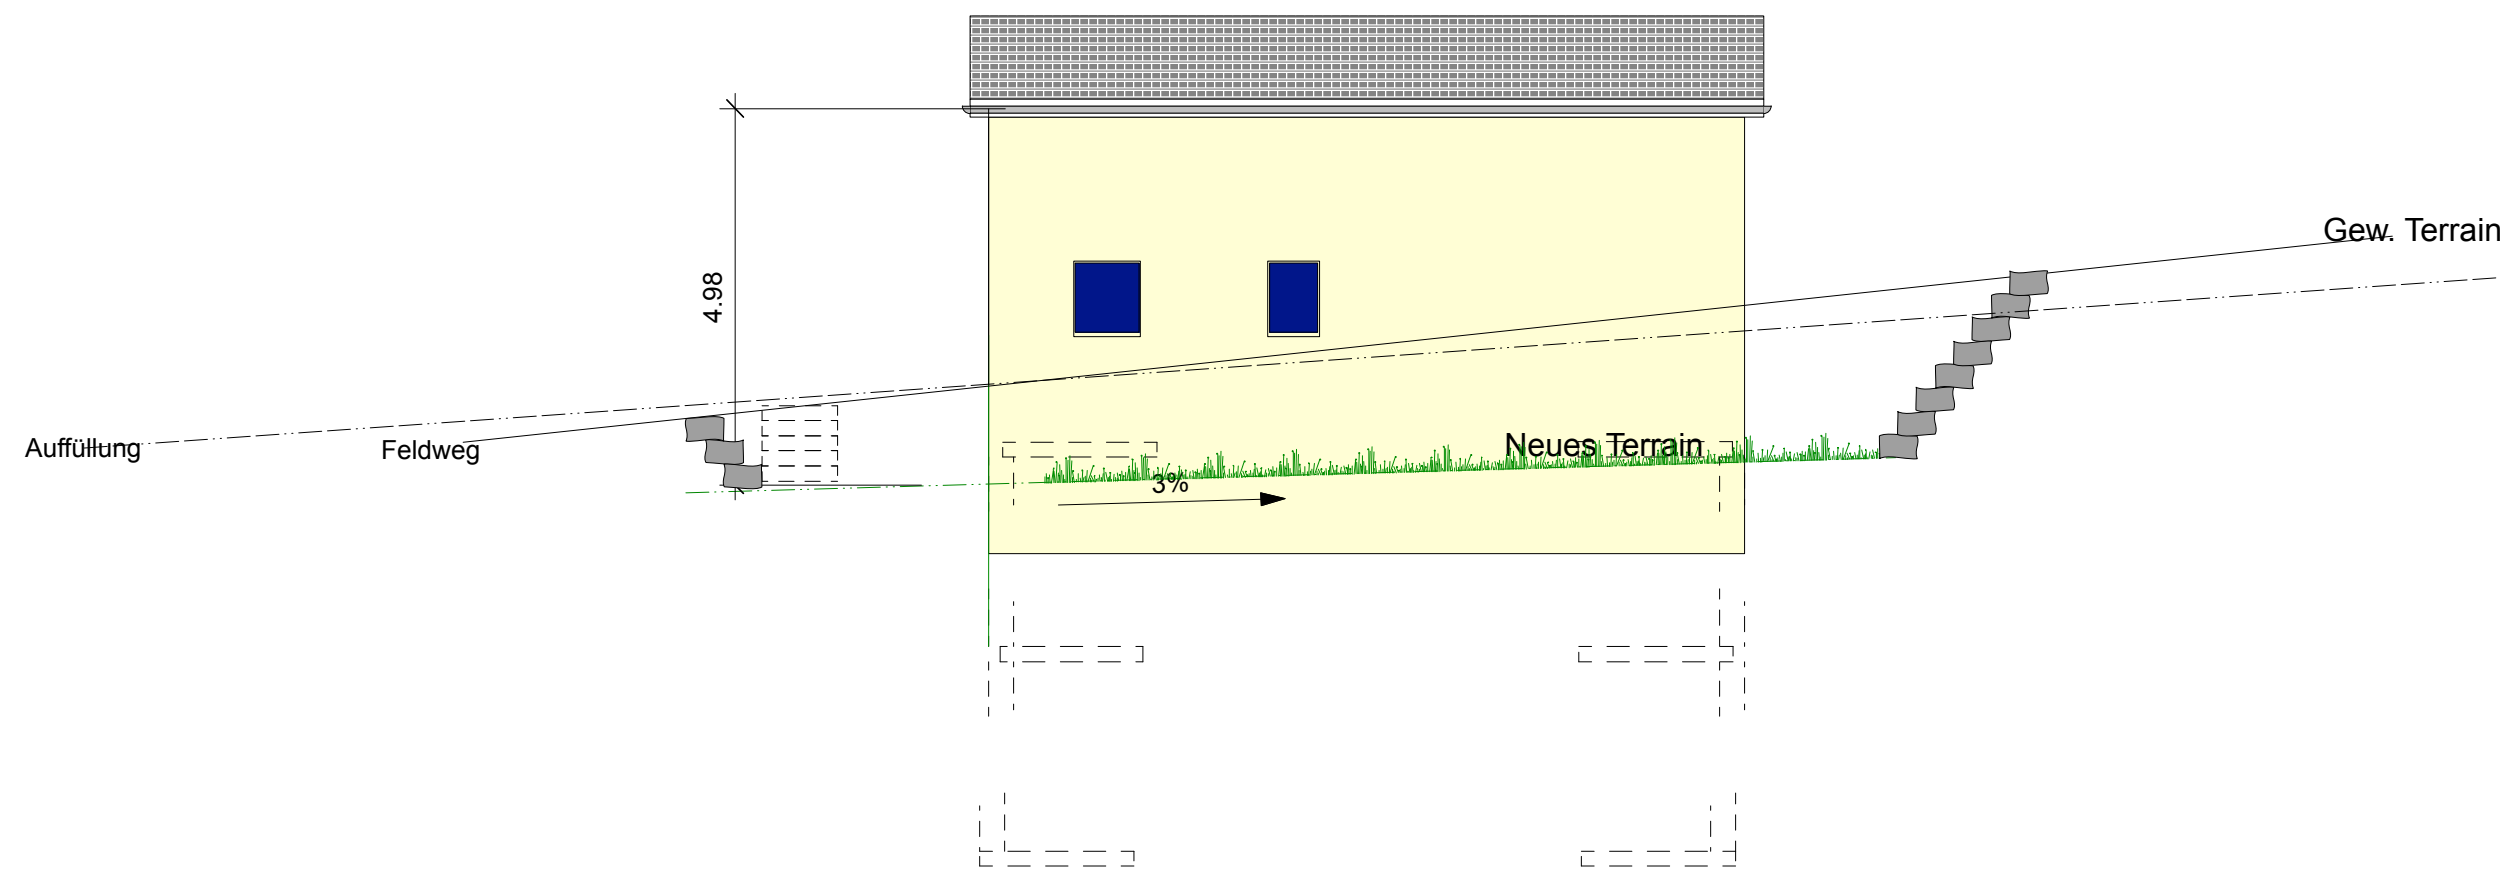 Gew. Terrain
4.98
Auffüllung
Feldweg
Neues Terrain
3%